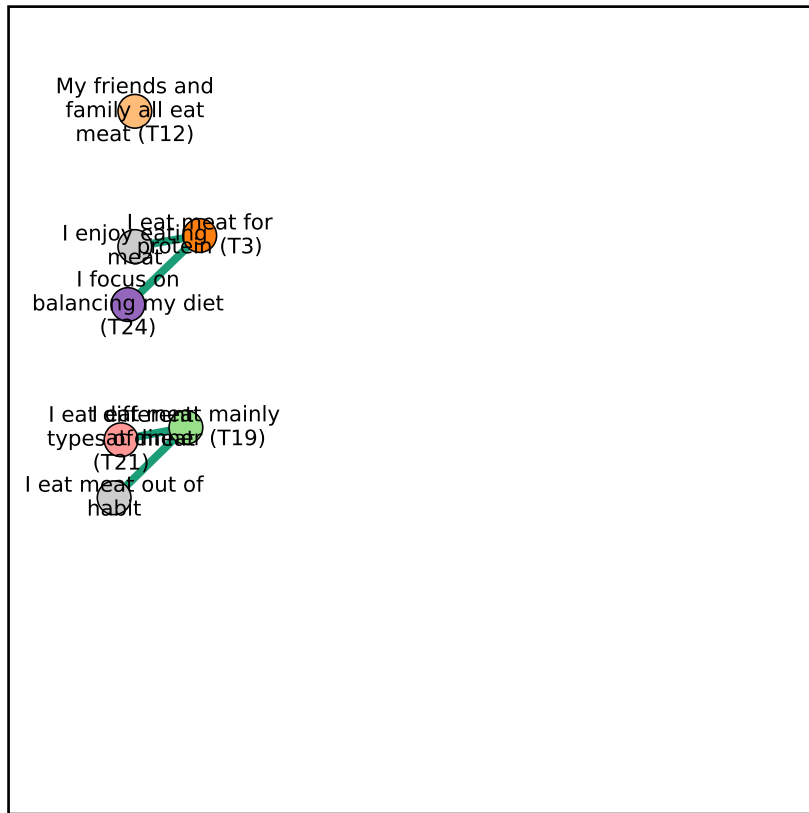 My friends and
family all eat
meat (T12)
I eat meat for
protein (T3)
I enjoy eating
meat
I focus on
balancing my diet
(T24)
I eat different
types of meat
(T21)
I eat meat mainly
at dinner (T19)
I eat meat out of
habit